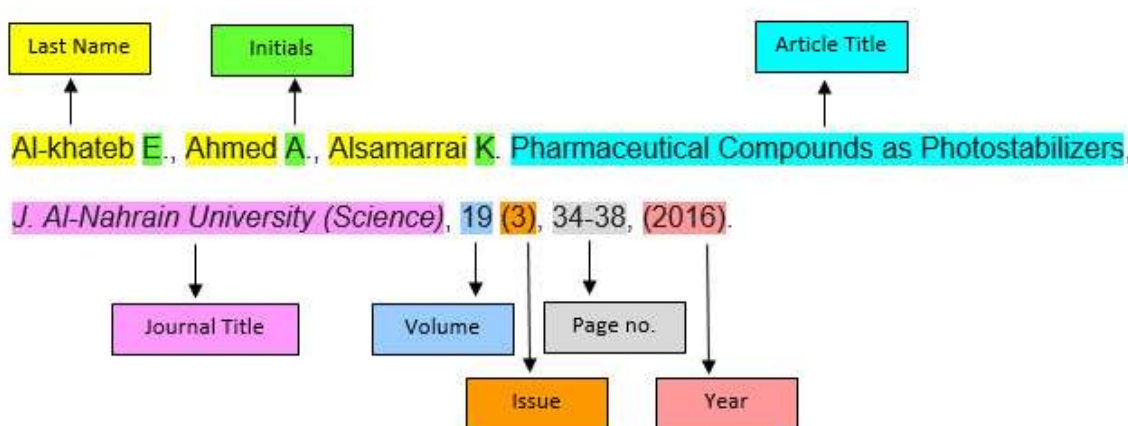 Last Name
Initials
Article Title
Al-khateb E., Ahmed A., Alsamarrai K. Pharmaceutical Compounds as Photostabilizers,
J. Al-Nahrain University (Science), 19 (3), 34-38, (2016).
Journal Title
Volume
Page no.
Issue
Year